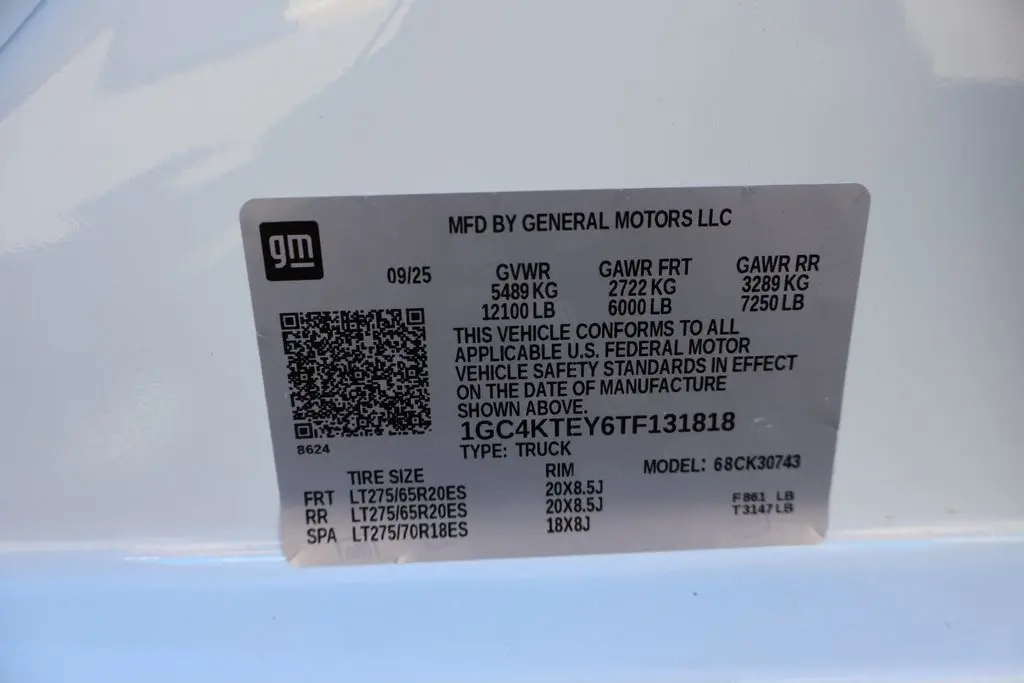 gm
MFD BY GENERAL MOTORS LLC
09/25
GVWR GAWR FRT GAWR RR
5489 KG 2722 KG 3289 KG
12100 LB 6000 LB 7250 LB
THIS VEHICLE CONFORMS TO ALL
APPLICABLE U.S. FEDERAL MOTOR
VEHICLE SAFETY STANDARDS IN EFFECT
ON THE DATE OF MANUFACTURE
SHOWN ABOVE.
1GC4KTEY6TF131818
8624
TYPE: TRUCK
MODEL: 68CK30743
TIRE SIZE RIM
FRT LT275/65R20ES 20X8.5J
RR LT275/65R20ES 20X8.5J
SPA LT275/70R18ES 18X8J
F 861 LB
T 3147 LB